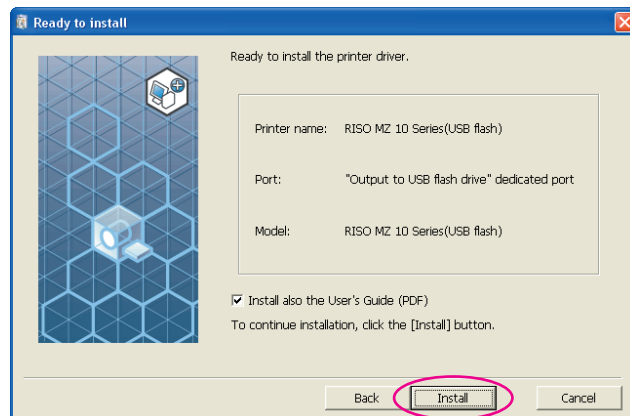 Ready to install
Ready to install the printer driver.
Printer name: RISO MZ 10 Series(USB flash)
Port: "Output to USB flash drive" dedicated port
Model: RISO MZ 10 Series(USB flash)
Install also the User's Guide (PDF)
To continue installation, click the [Install] button.
Back Install Cancel